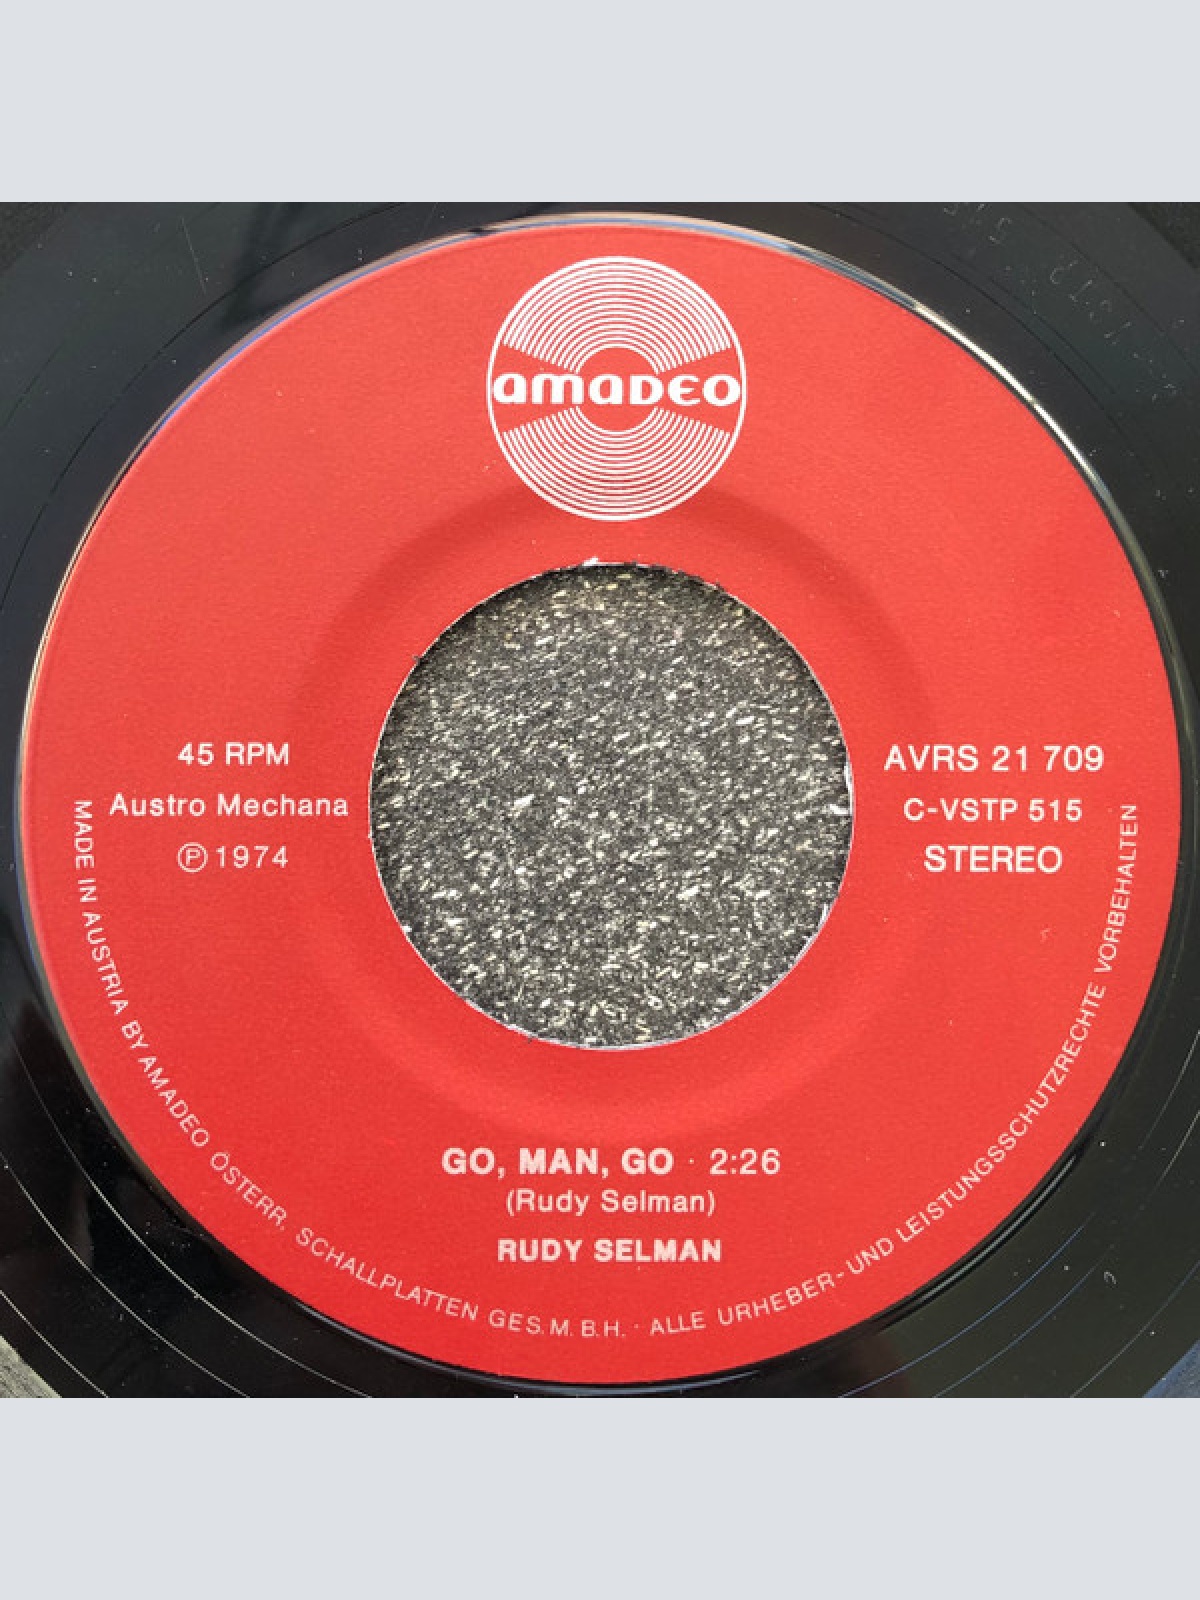 amadeo
45 RPM
Austro Mechana
Ⓟ 1974
AVRS 21 709
C-VSTP 515
STEREO
GO, MAN, GO · 2:26
(Rudy Selman)
RUDY SELMAN
MADE IN AUSTRIA BY AMADEO ÖSTERR. SCHALLPLATTEN GES.M.B.H. · ALLE URHEBER- UND LEISTUNGSSCHUTZRECHTE VORBEHALTEN